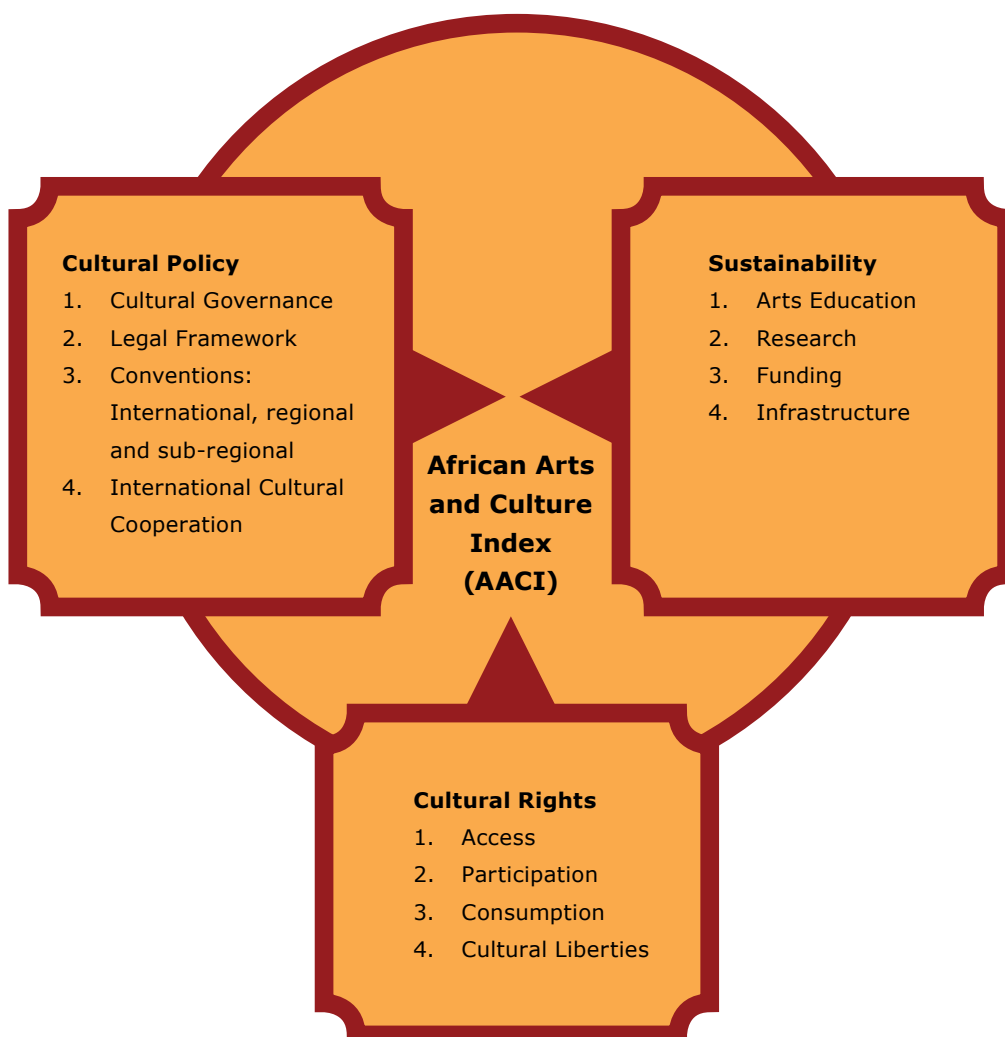 Cultural Policy
1. Cultural Governance
2. Legal Framework
3. Conventions:
International, regional
and sub-regional
4. International Cultural
Cooperation
Sustainability
1. Arts Education
2. Research
3. Funding
4. Infrastructure
African Arts
and Culture
Index
(AACI)
Cultural Rights
1. Access
2. Participation
3. Consumption
4. Cultural Liberties